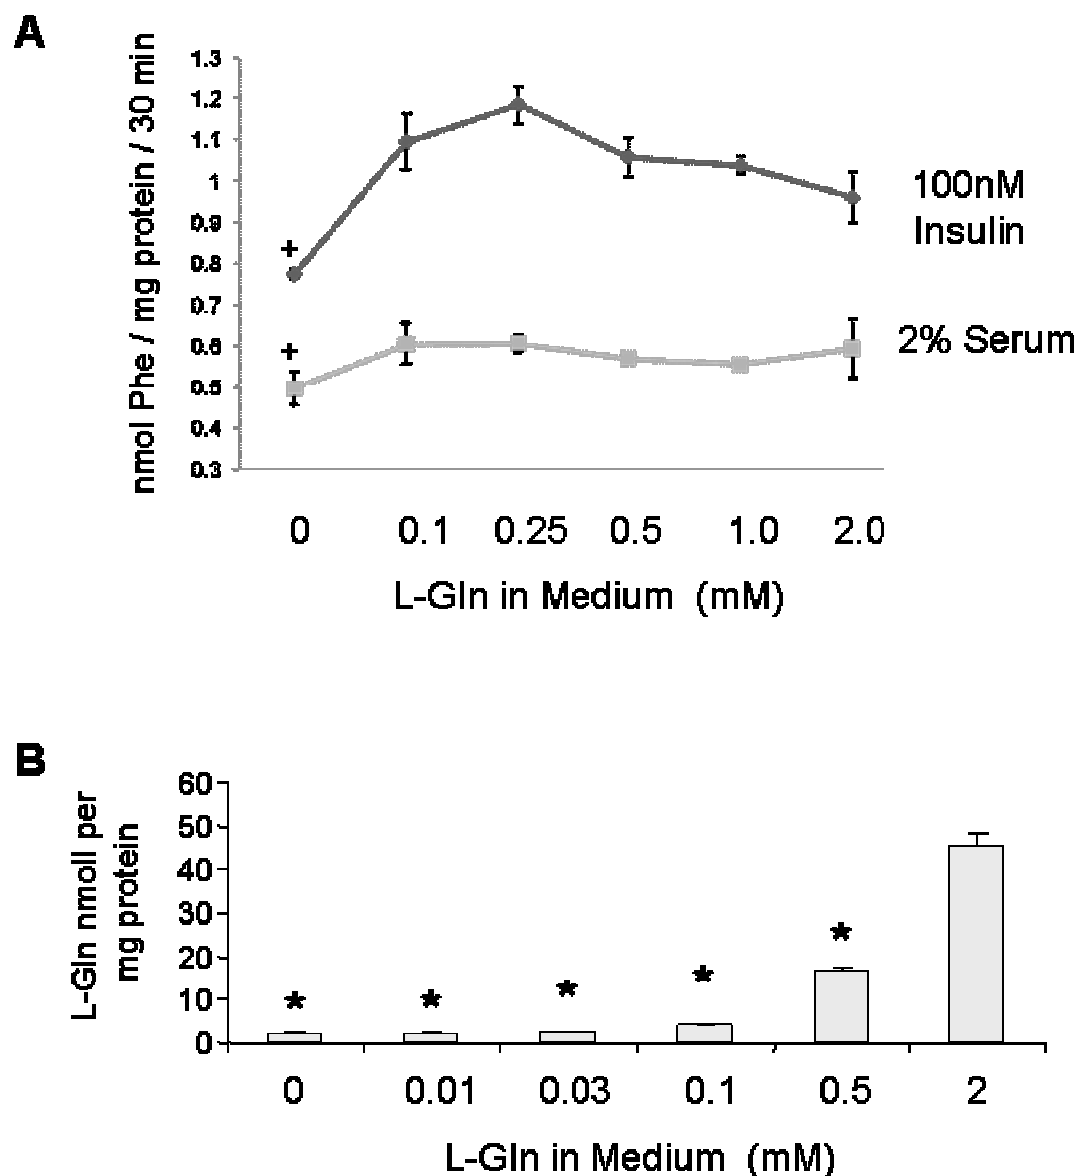 A
nmol Phe / mg protein / 30 min
1.3
1.2
1.1
1
0.9
0.8
0.7
0.6
0.5
0.4
0.3
+
+
100nM
Insulin
2% Serum
0 0.1 0.25 0.5 1.0 2.0
L-Gln in Medium (mM)
B
L-Gln nmoll per
mg protein
60
50
40
30
20
10
0
* * * * *
0 0.01 0.03 0.1 0.5 2
L-Gln in Medium (mM)